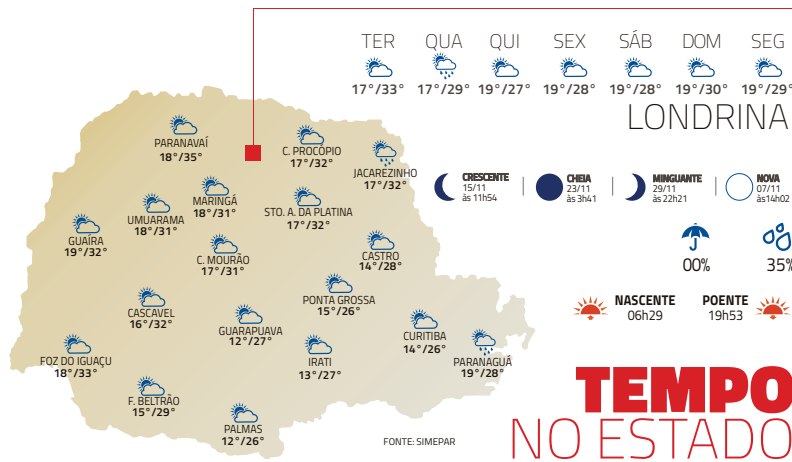 TER QUA QUI SEX SÁB DOM SEG
17°/33° 17°/29° 19°/27° 19°/28° 19°/28° 19°/30° 19°/29°
LONDRINA
PARANAVAÍ
18°/35°
C. PROCÓPIO
17°/32°
JACAREZINHO
17°/32°
MARINGÁ
18°/31°
UMUARAMA
18°/31°
STO. A. DA PLATINA
17°/32°
GUAÍRA
19°/32°
C. MOURÃO
17°/31°
CASTRO
14°/28°
PONTA GROSSA
15°/26°
CASCAVEL
16°/32°
GUARAPUAVA
12°/27°
CURITIBA
14°/26°
FOZ DO IGUAÇU
18°/33°
IRATI
13°/27°
PARANAGUÁ
19°/28°
F. BELTRÃO
15°/29°
PALMAS
12°/26°
CRESCENTE
15/11
às 11h54
CHEIA
23/11
às 3h41
MINGUANTE
29/11
às 22h21
NOVA
07/11
às14h02
00% 35%
NASCENTE
06h29
POENTE
19h53
FONTE: SIMEPAR
TEMPO
NO ESTADO